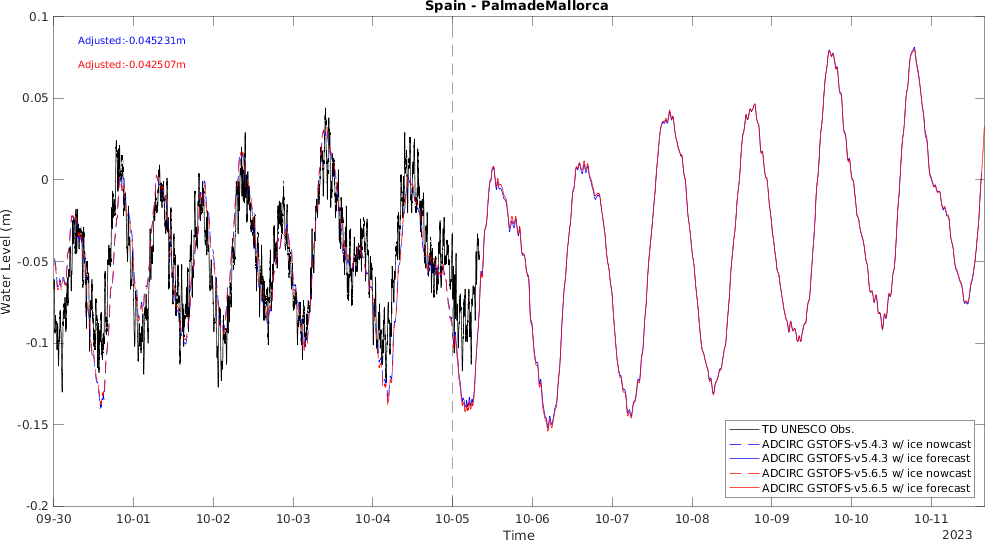 Spain - PalmadeMallorca
Adjusted:-0.045231m
Adjusted:-0.042507m
0.1
0.05
0
-0.05
-0.1
-0.15
-0.2
Water Level (m)
TD UNESCO Obs.
ADCIRC GSTOFS-v5.4.3 w/ ice nowcast
ADCIRC GSTOFS-v5.4.3 w/ ice forecast
ADCIRC GSTOFS-v5.6.5 w/ ice nowcast
ADCIRC GSTOFS-v5.6.5 w/ ice forecast
09-30 10-01 10-02 10-03 10-04 10-05 10-06 10-07 10-08 10-09 10-10 10-11
Time
2023